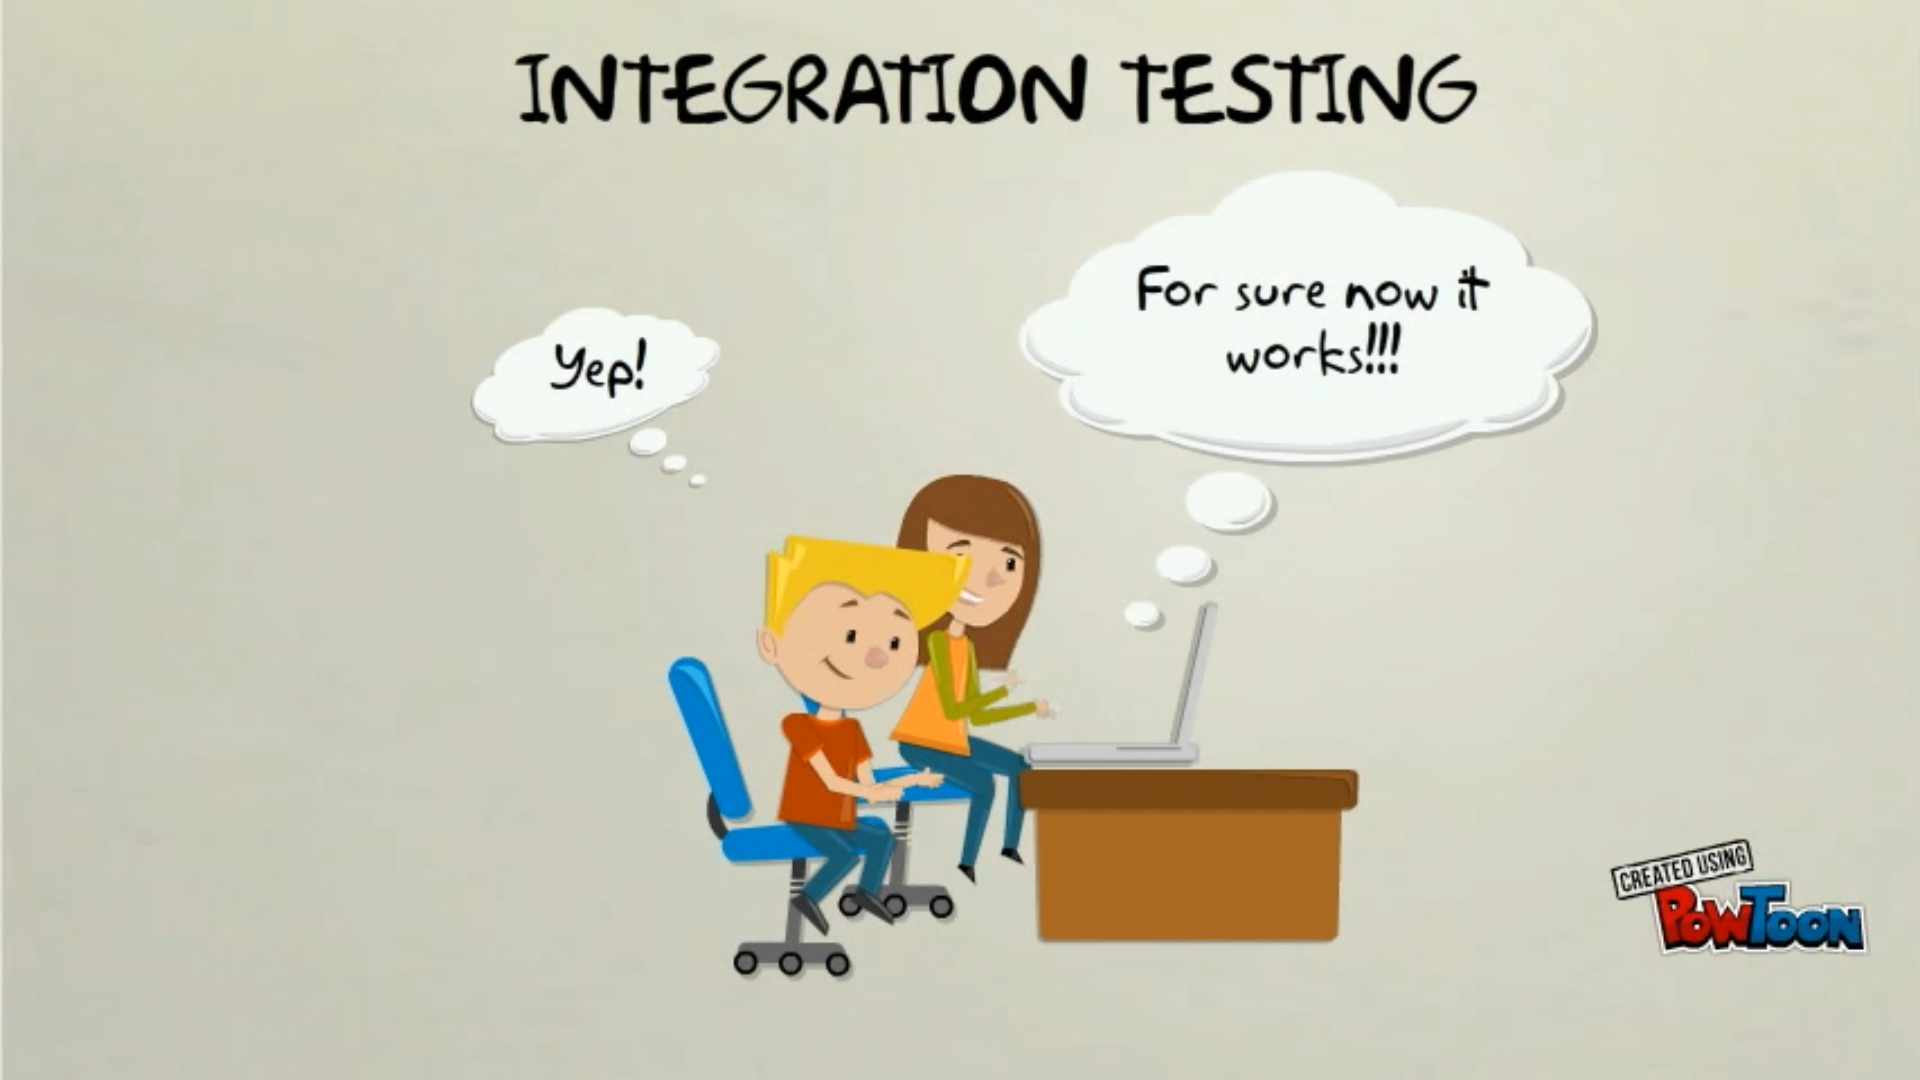 INTEGRATION TESTING
Yep!
For sure now it
works!!!
CREATED USING
POWTOON